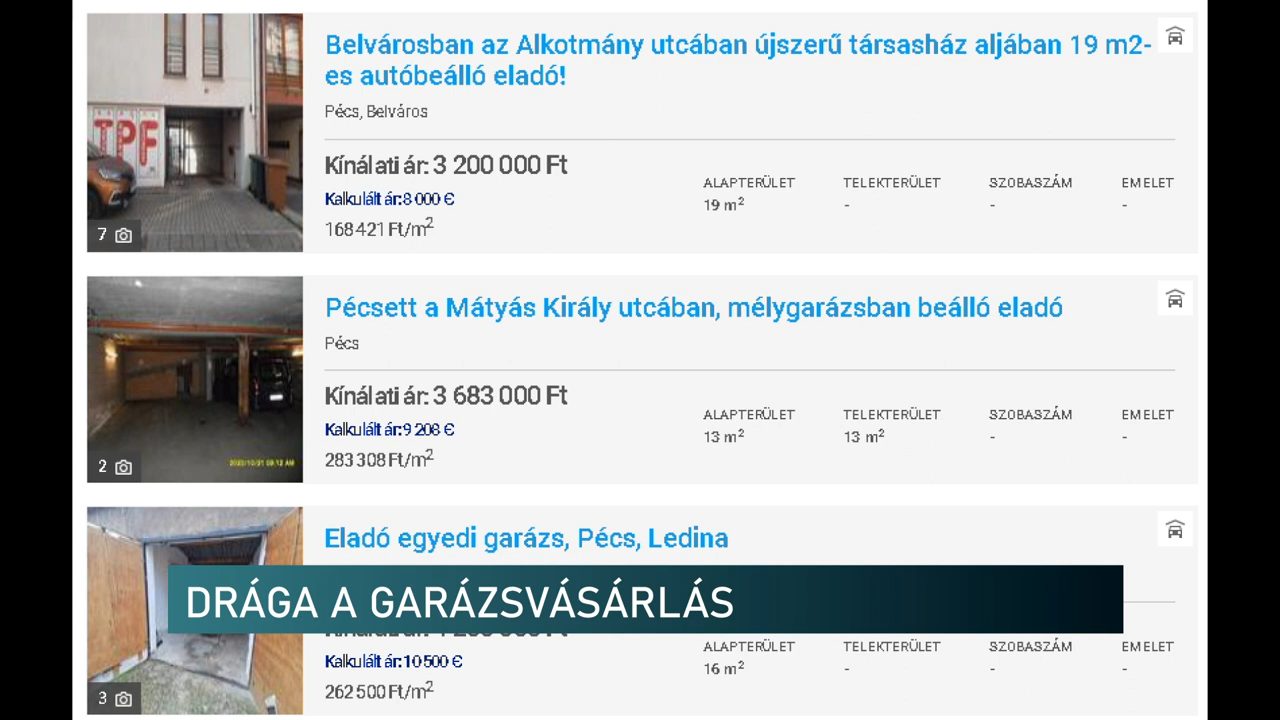 Belvárosban az Alkotmány utcában újszerű társasház aljában 19 m2-
es autóbeálló eladó!
Pécs, Belváros
TPF
Kínálati ár: 3 200 000 Ft
Kalkulált ár: 8 000 €
168 421 Ft/m²
ALAPTERÜLET TELEKTERÜLET SZOBASZÁM EMELET
19 m² - - -
7
Pécsett a Mátyás Király utcában, mélygarázsban beálló eladó
Pécs
Kínálati ár: 3 683 000 Ft
Kalkulált ár: 9 208 €
283 308 Ft/m²
ALAPTERÜLET TELEKTERÜLET SZOBASZÁM EMELET
13 m² 13 m² - -
2
Eladó egyedi garázs, Pécs, Ledina
DRÁGA A GARÁZSVÁSÁRLÁS
Kalkulált ár: 10 500 €
262 500 Ft/m²
ALAPTERÜLET TELEKTERÜLET SZOBASZÁM EMELET
16 m² - - -
3